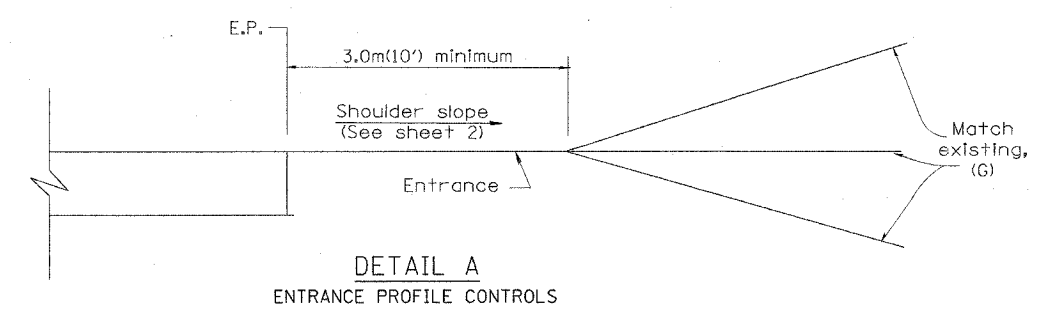 E.P.
3.0m(10') minimum
Shoulder slope
(See sheet 2)
Entrance
Match
existing,
(G)
DETAIL A
ENTRANCE PROFILE CONTROLS